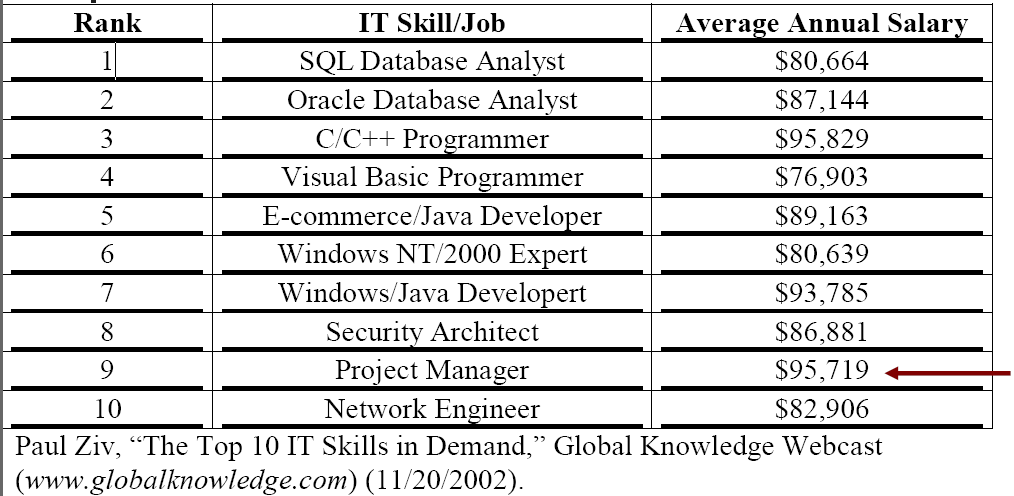 Rank IT Skill/Job Average Annual Salary
1 SQL Database Analyst $80,664
2 Oracle Database Analyst $87,144
3 C/C++ Programmer $95,829
4 Visual Basic Programmer $76,903
5 E-commerce/Java Developer $89,163
6 Windows NT/2000 Expert $80,639
7 Windows/Java Developert $93,785
8 Security Architect $86,881
9 Project Manager $95,719
10 Network Engineer $82,906
Paul Ziv, “The Top 10 IT Skills in Demand,” Global Knowledge Webcast
(www.globalknowledge.com) (11/20/2002).